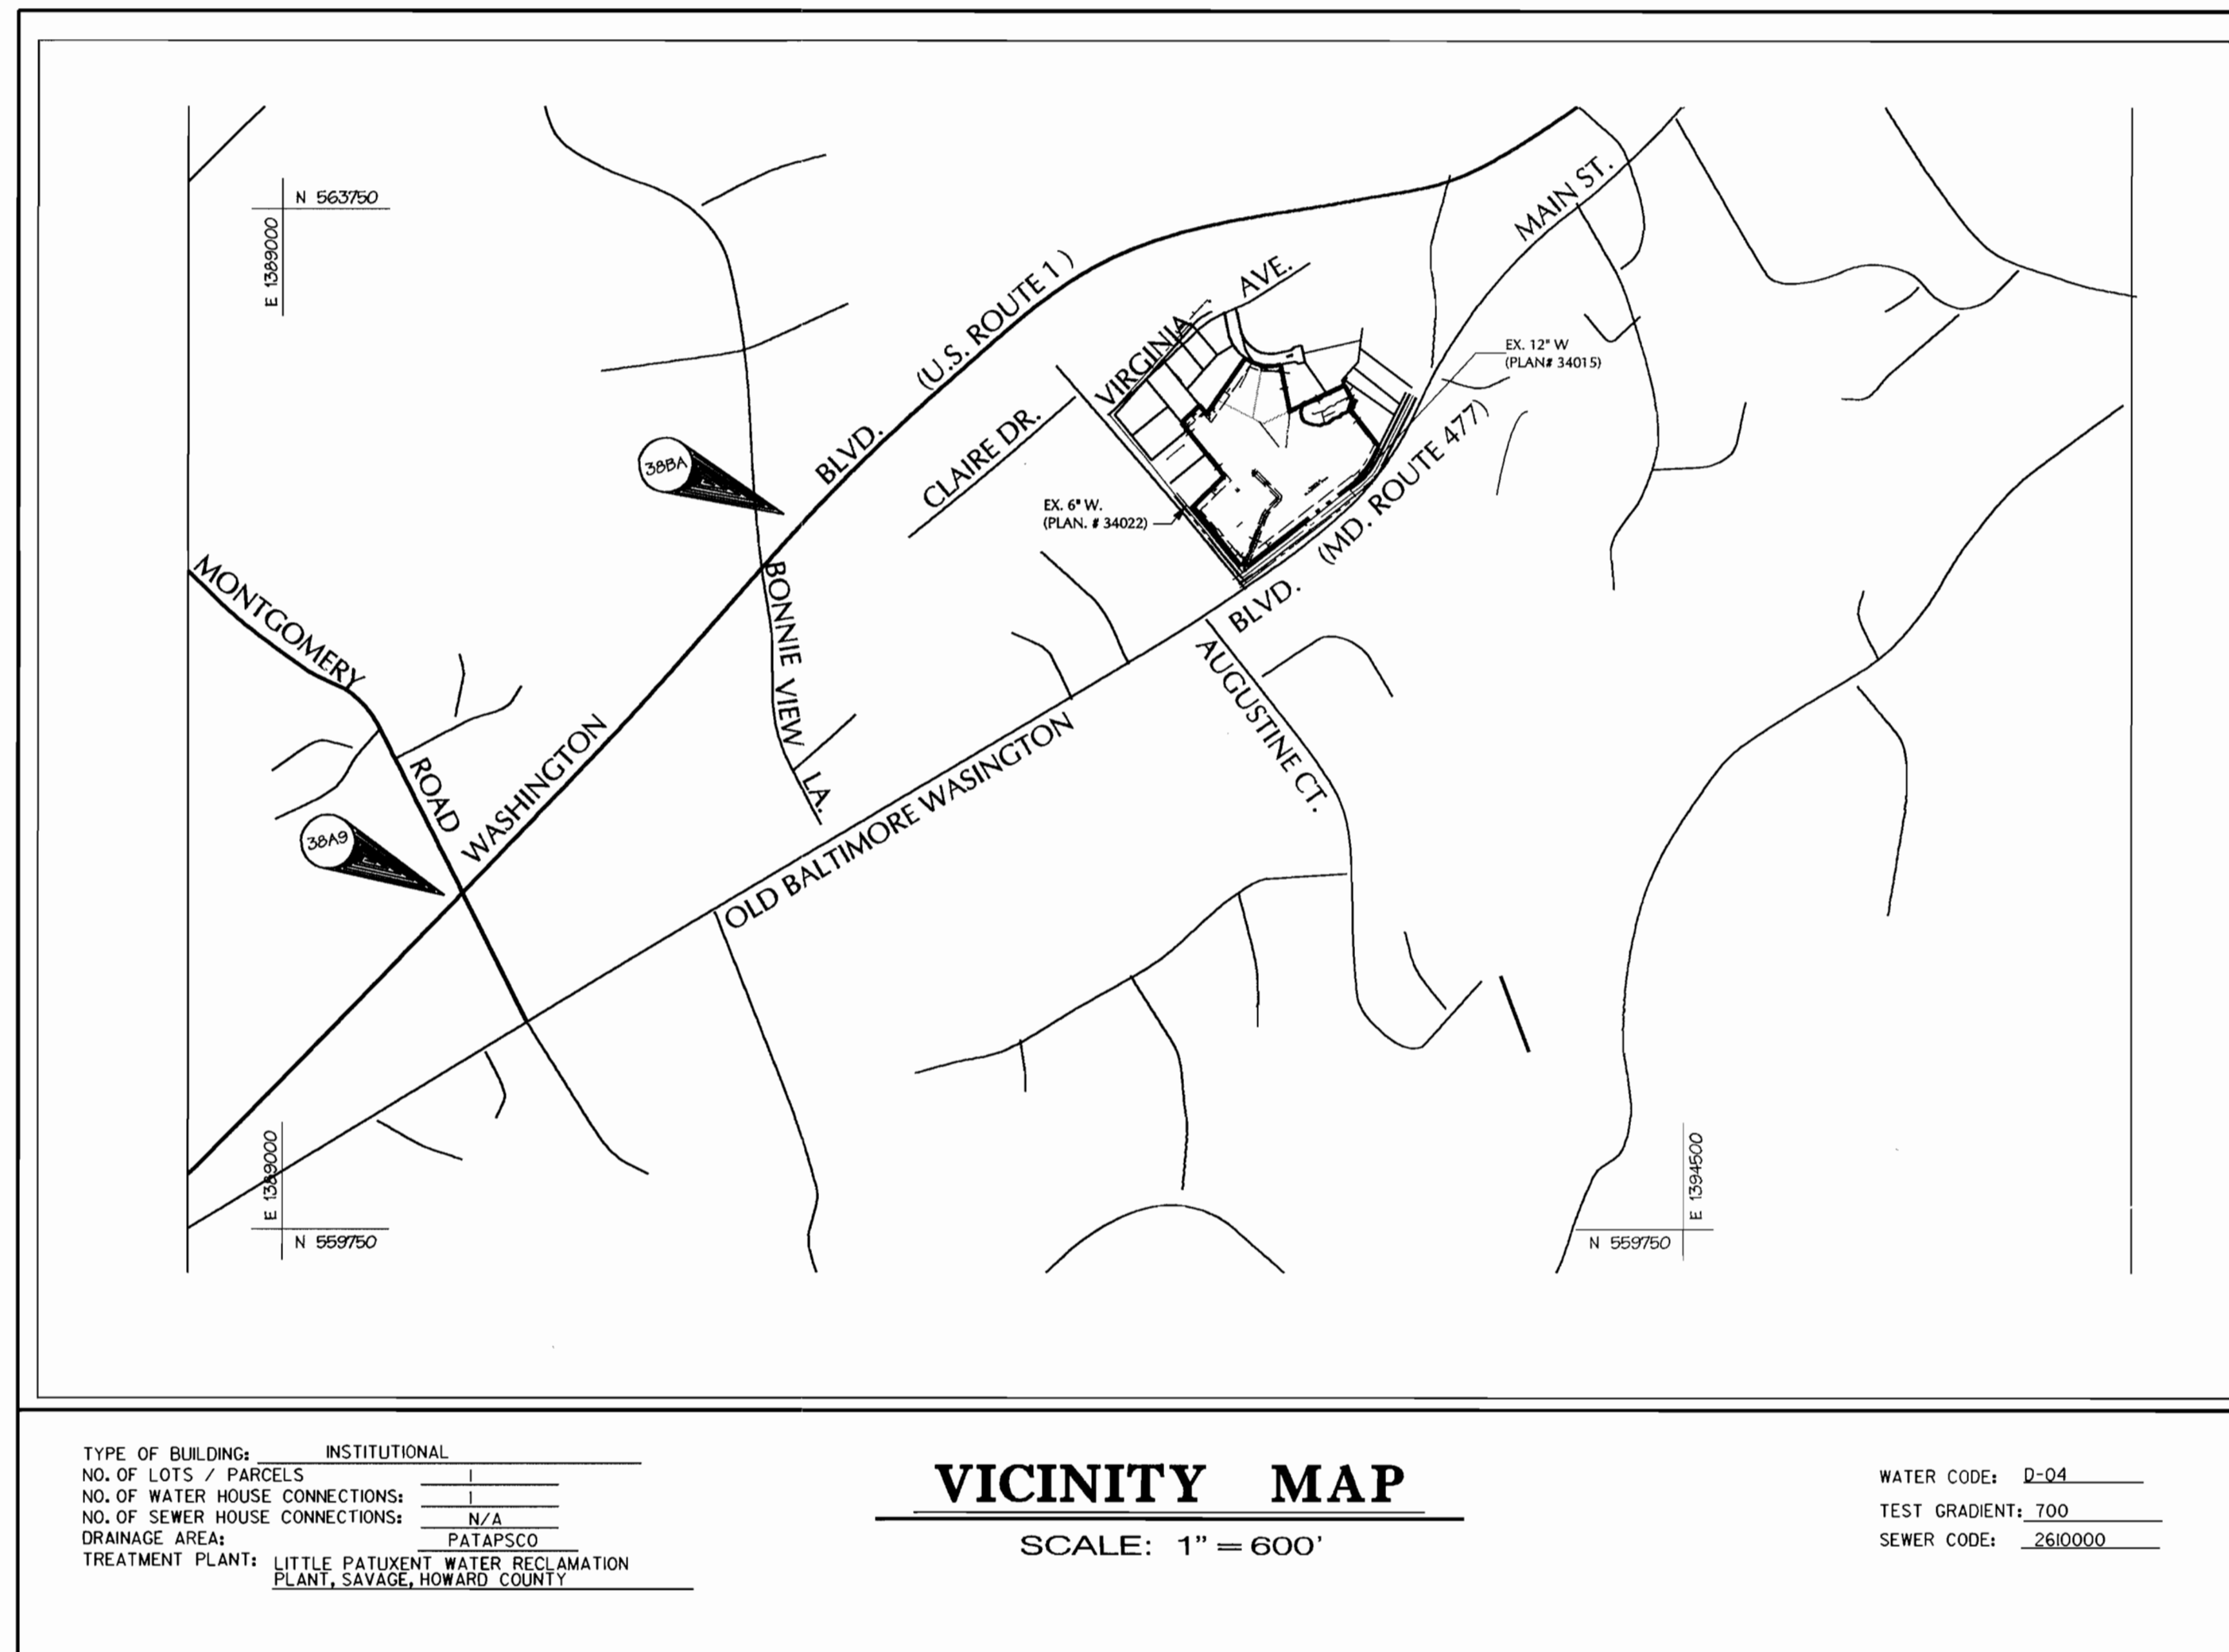 N 563750
E 1389000
MAIN ST.
(U.S. ROUTE 1)
VIRGINIA AVE.
EX. 12" W
(PLAN# 34015)
CLAIRE DR.
BLVD.
38BA
(MD. ROUTE 477)
EX. 6" W.
(PLAN. # 34022)
MONTGOMERY
BONNIE VIEW LA.
BLVD.
AUGUSTINE CT.
ROAD
WASHINGTON
38A9
OLD BALTIMORE WASINGTON
E 1389000
N 559750
E 1394500
N 559750
TYPE OF BUILDING: INSTITUTIONAL
NO. OF LOTS / PARCELS 1
NO. OF WATER HOUSE CONNECTIONS: 1
NO. OF SEWER HOUSE CONNECTIONS: N/A
DRAINAGE AREA: PATAPSCO
TREATMENT PLANT: LITTLE PATUXENT WATER RECLAMATION
PLANT, SAVAGE, HOWARD COUNTY
VICINITY MAP
SCALE: 1" = 600'
WATER CODE: D-04
TEST GRADIENT: 700
SEWER CODE: 2610000